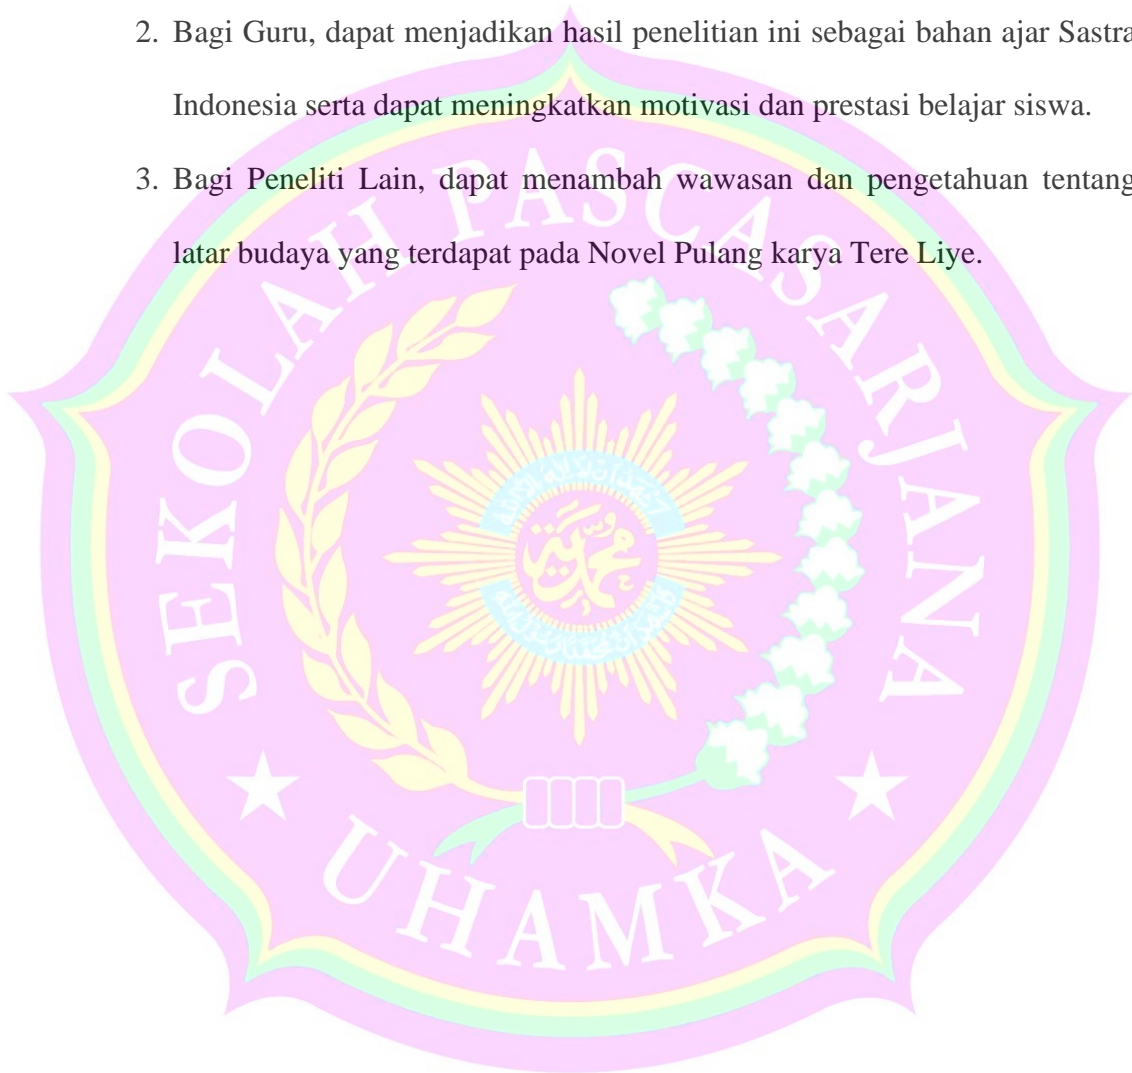 2. Bagi Guru, dapat menjadikan hasil penelitian ini sebagai bahan ajar Sastra
Indonesia serta dapat meningkatkan motivasi dan prestasi belajar siswa.
3. Bagi Peneliti Lain, dapat menambah wawasan dan pengetahuan tentang
latar budaya yang terdapat pada Novel Pulang karya Tere Liye.
SEKOLAH PASCASARJANA
UHAMKA